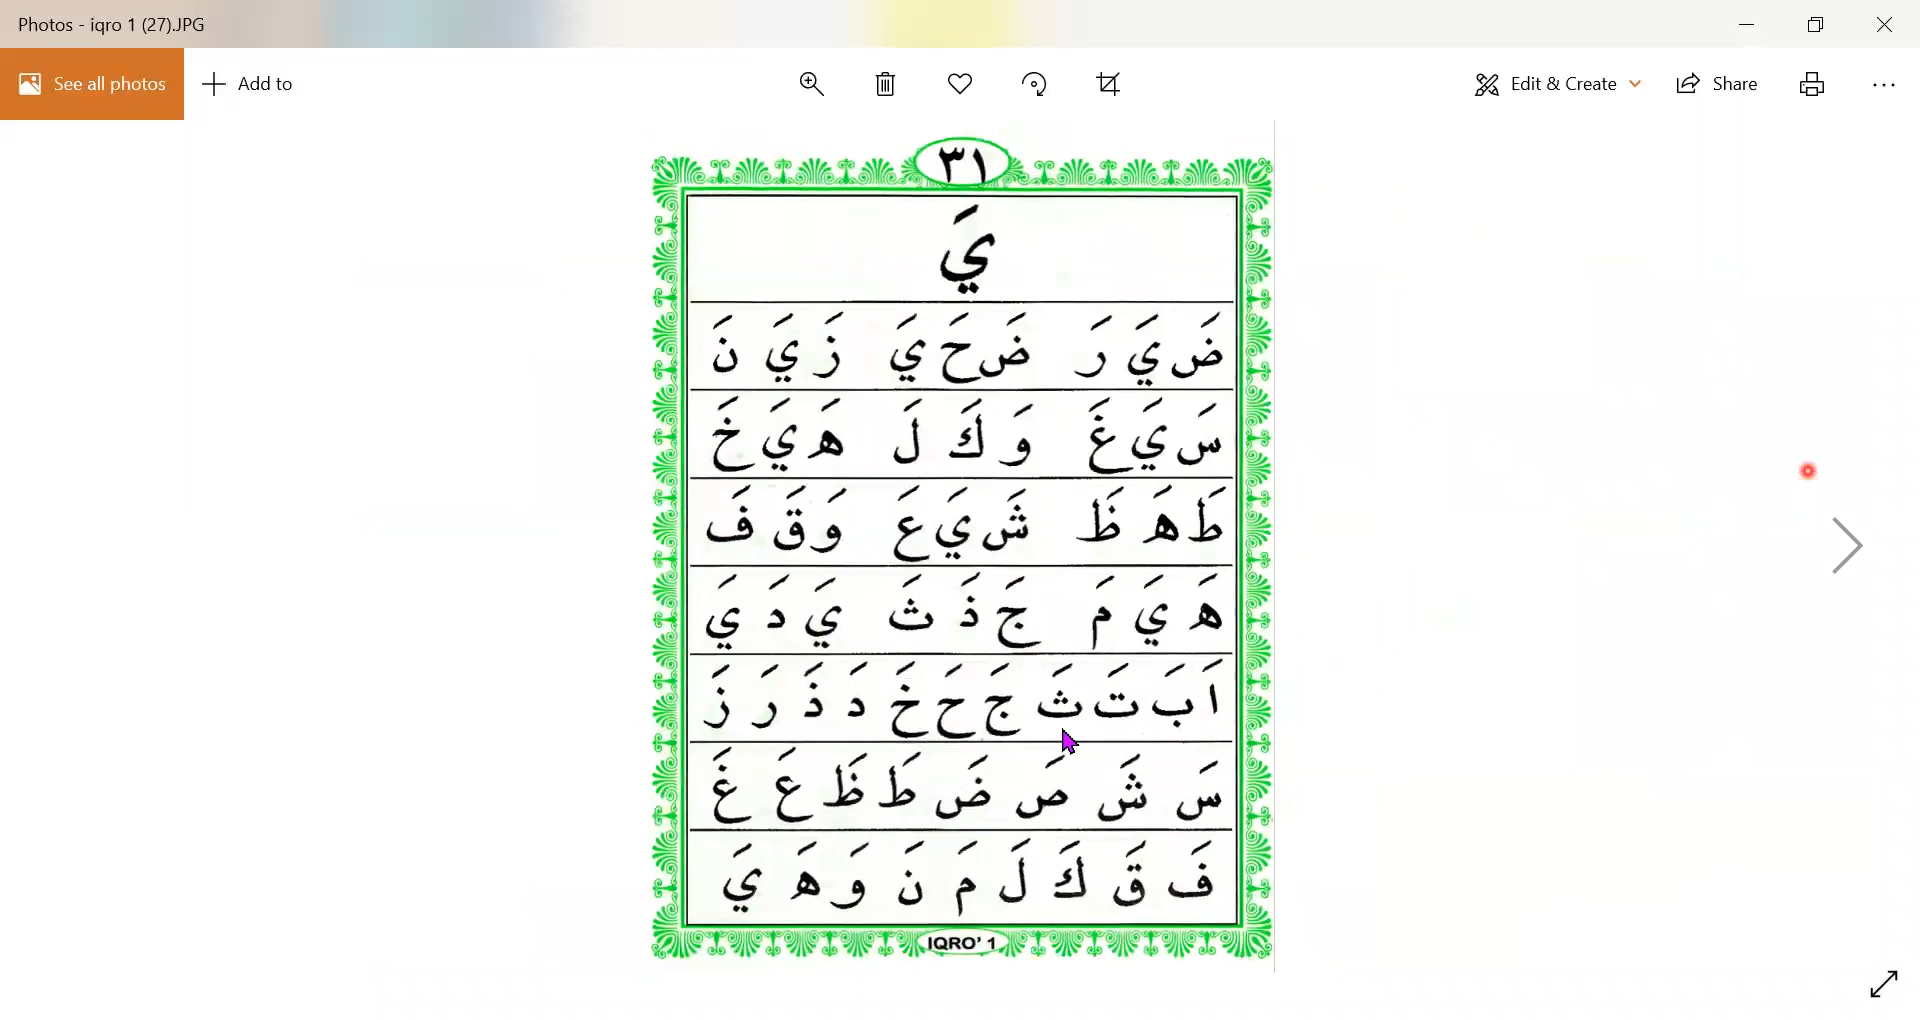 Photos - iqro 1 (27).JPG
See all photos
Add to
Edit & Create
Share
٣١
يَ
ضَ يَ رَ ضَ حَ يَ زَ يَ نَ
سَ يَ غَ وَ كَ لَ هَ يَ خَ
طَ هَ ظَ شَ يَ عَ وَ قَ فَ
هَ يَ مَ جَ ذَ ثَ يَ دَ يَ
اَ بَ تَ ثَ جَ حَ خَ دَ ذَ رَ زَ
سَ شَ صَ ضَ طَ ظَ عَ غَ
فَ قَ كَ لَ مَ نَ وَ هَ يَ
IQRO' 1